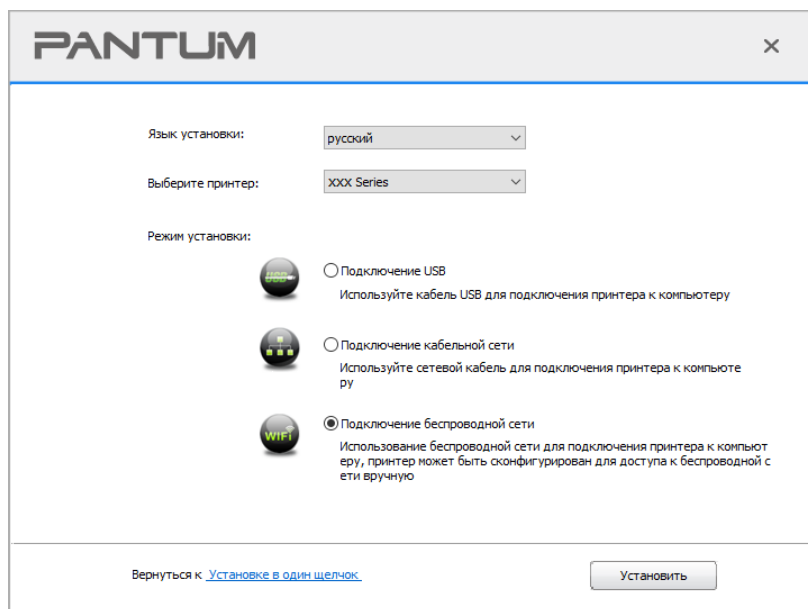 PANTUM
Язык установки:
русский
Выберите принтер:
XXX Series
Режим установки:
USB
Подключение USB
Используйте кабель USB для подключения принтера к компьютеру
Подключение кабельной сети
Используйте сетевой кабель для подключения принтера к компьюте
ру
WiFi
Подключение беспроводной сети
Использование беспроводной сети для подключения принтера к компьют
еру, принтер может быть сконфигурирован для доступа к беспроводной с
ети вручную
Вернуться к Установке в один щелчок
Установить